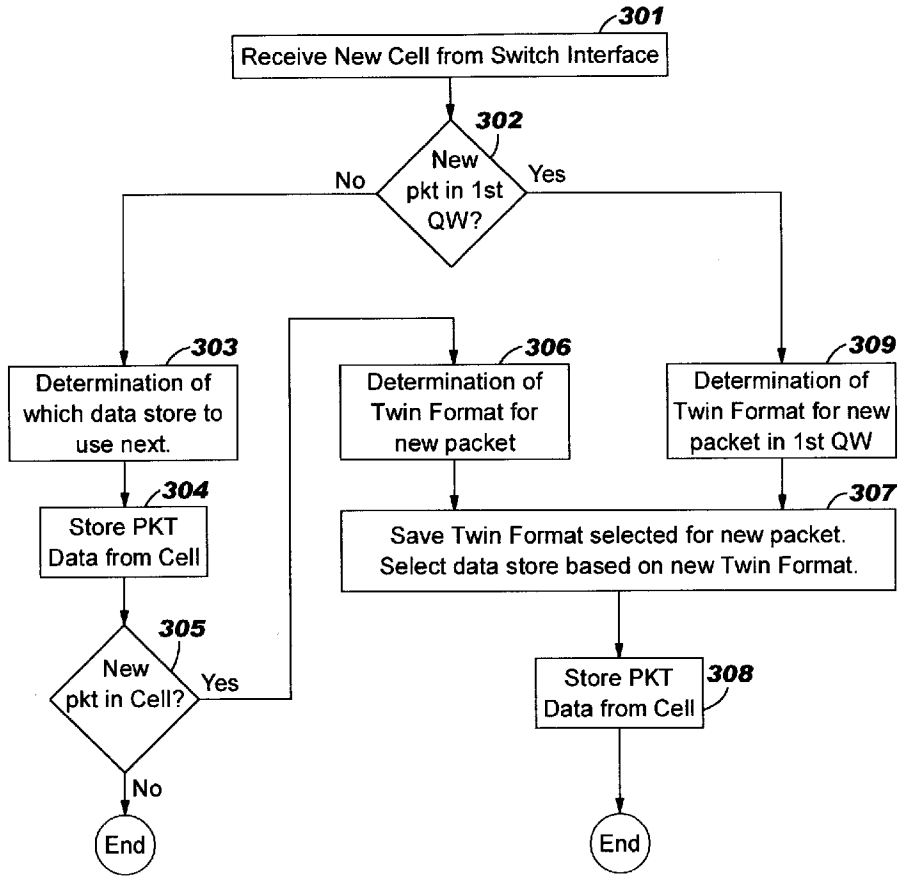 301
Receive New Cell from Switch Interface
302
New
pkt in 1st
QW?
No
Yes
303
Determination of
which data store to
use next.
306
Determination of
Twin Format for
new packet
309
Determination of
Twin Format for new
packet in 1st QW
304
Store PKT
Data from Cell
307
Save Twin Format selected for new packet.
Select data store based on new Twin Format.
305
New
pkt in Cell?
Yes
No
End
308
Store PKT
Data from Cell
End